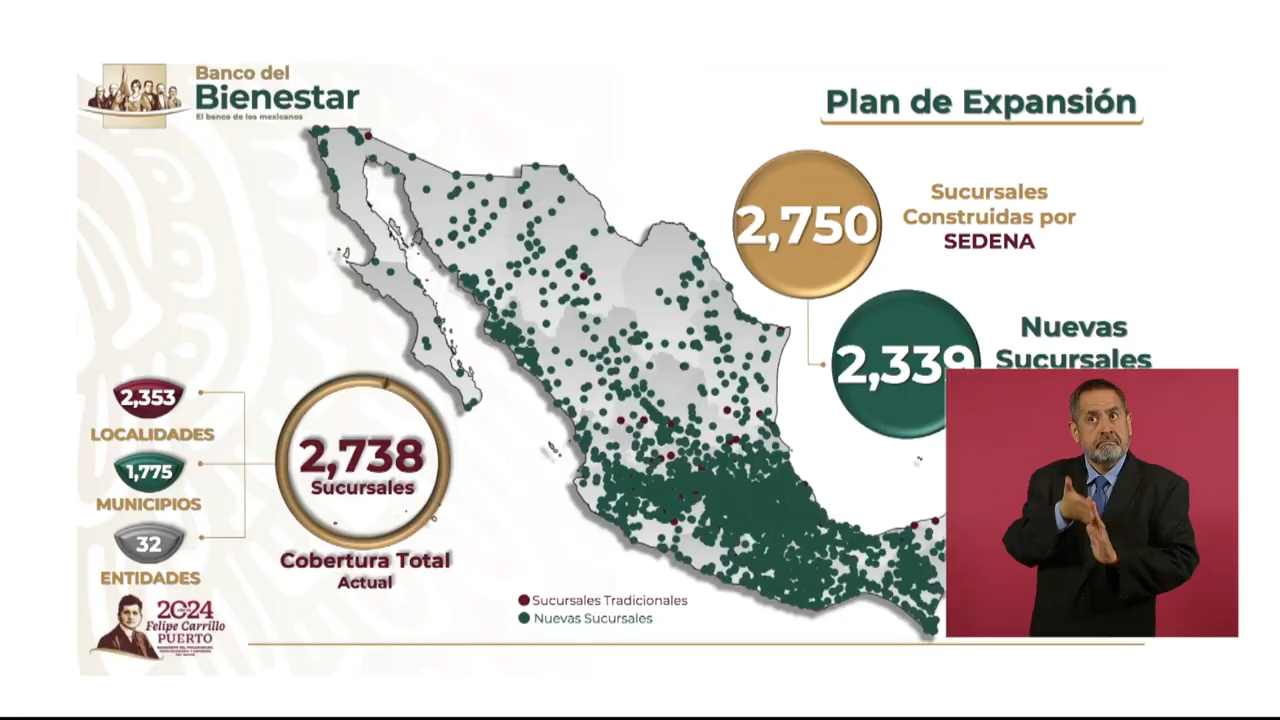 Banco del
Bienestar
El banco de los mexicanos
Plan de Expansión
2,750
Sucursales
Construidas por
SEDENA
2,339
Nuevas
Sucursales
2,353
LOCALIDADES
1,775
MUNICIPIOS
32
ENTIDADES
2,738
Sucursales
Cobertura Total
Actual
Sucursales Tradicionales
Nuevas Sucursales
2024
Felipe Carrillo
PUERTO